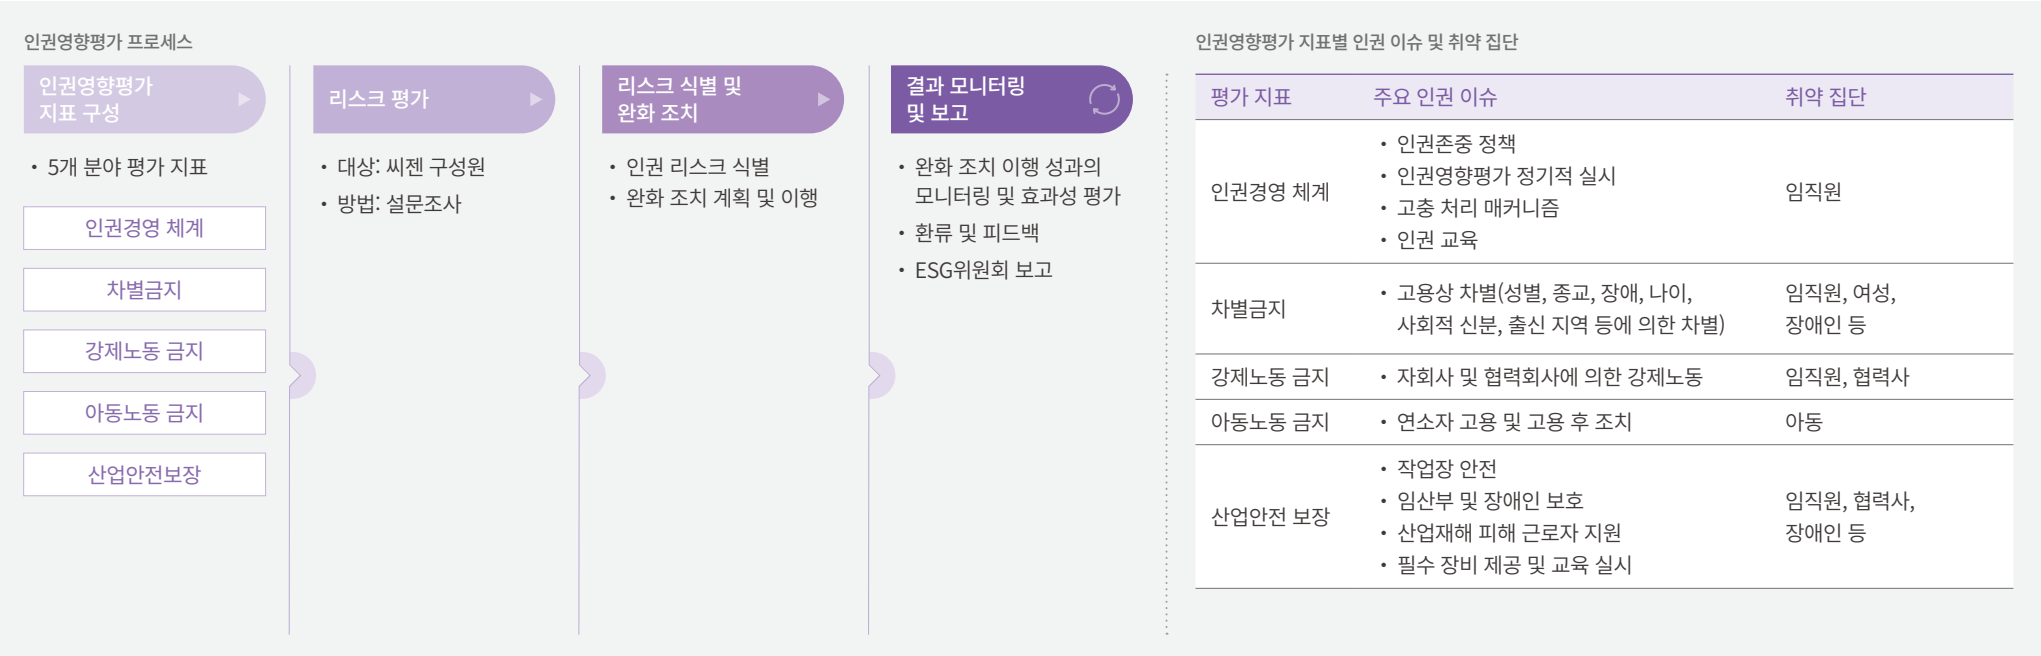 인권영향평가 프로세스
인권영향평가
지표 구성
• 5개 분야 평가 지표
인권경영 체계
차별금지
강제노동 금지
아동노동 금지
산업안전보장
리스크 평가
• 대상: 씨젠 구성원
• 방법: 설문조사
리스크 식별 및
완화 조치
• 인권 리스크 식별
• 완화 조치 계획 및 이행
결과 모니터링
및 보고
• 완화 조치 이행 성과의
모니터링 및 효과성 평가
• 환류 및 피드백
• ESG위원회 보고
인권영향평가 지표별 인권 이슈 및 취약 집단
평가 지표 주요 인권 이슈 취약 집단
인권경영 체계
• 인권존중 정책
• 인권영향평가 정기적 실시
• 고충 처리 매커니즘
• 인권 교육
임직원
차별금지
• 고용상 차별(성별, 종교, 장애, 나이,
사회적 신분, 출신 지역 등에 의한 차별)
임직원, 여성,
장애인 등
강제노동 금지 • 자회사 및 협력회사에 의한 강제노동 임직원, 협력사
아동노동 금지 • 연소자 고용 및 고용 후 조치 아동
산업안전 보장
• 작업장 안전
• 임산부 및 장애인 보호
• 산업재해 피해 근로자 지원
• 필수 장비 제공 및 교육 실시
임직원, 협력사,
장애인 등